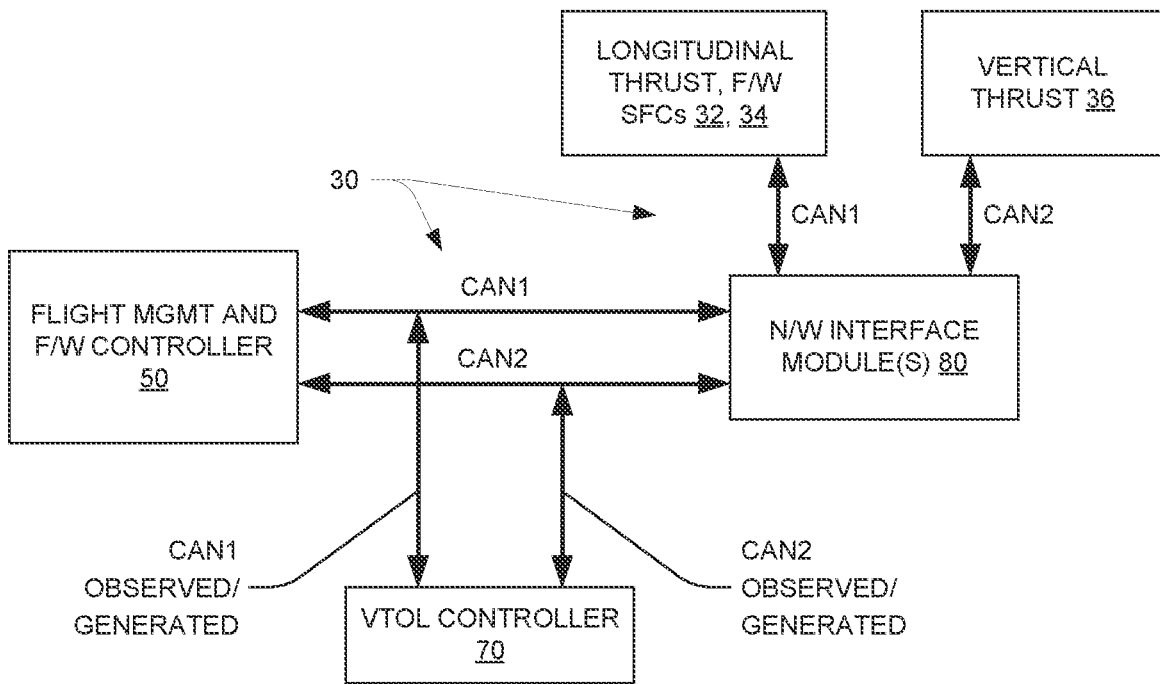 LONGITUDINAL
THRUST, F/W
SFCs 32, 34
VERTICAL
THRUST 36
30
CAN1
CAN2
FLIGHT MGMT AND
F/W CONTROLLER
50
CAN1
CAN2
N/W INTERFACE
MODULE(S) 80
CAN1
OBSERVED/
GENERATED
VTOL CONTROLLER
70
CAN2
OBSERVED/
GENERATED